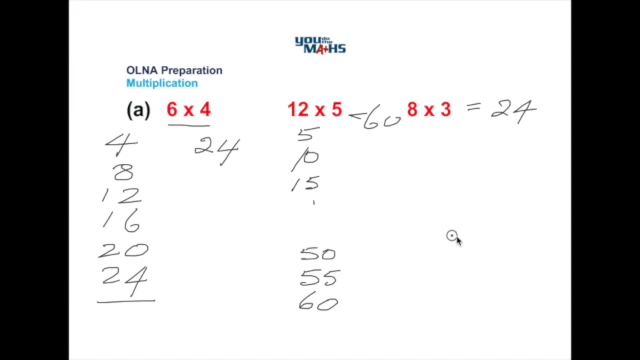 you do the MATHS
OLNA Preparation
Multiplication
(a) 6 x 4 12 x 5 = 60 8 x 3 = 24
4 24 5
8 10
12 15
16
20 50
24 55
60